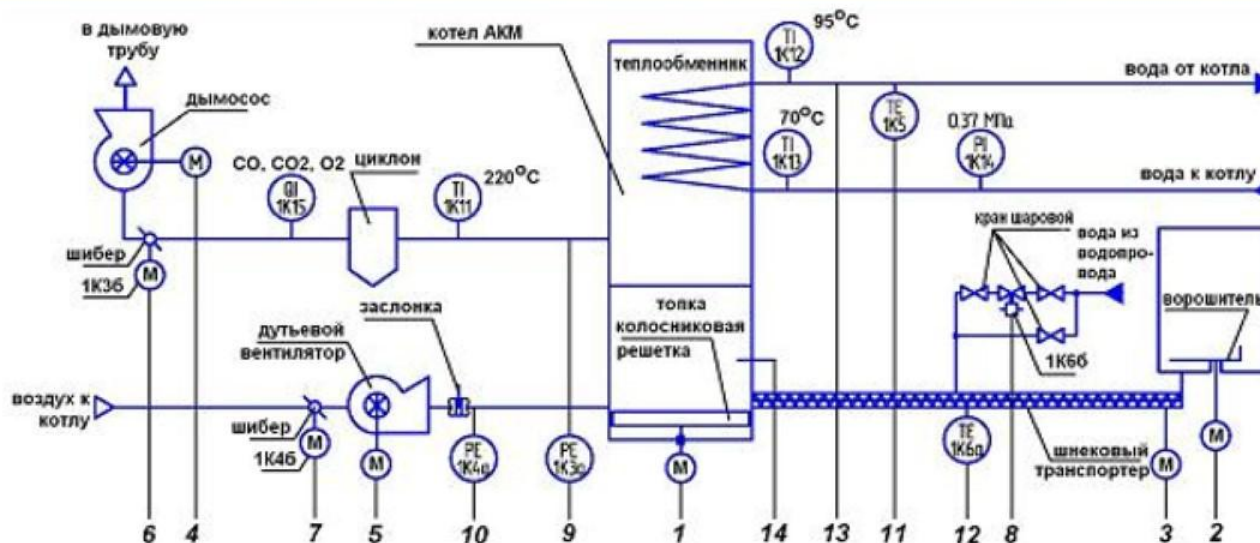 95°C
котел АКМ
в дымовую
трубу
TI
1К12
теплообменник
вода от котла
дымосос
TE
1К5
70°C
0.37 МПа
TI
1К13
PI
1К14
М
CO, CO2, O2
циклон
220°C
QI
1К15
TI
1К11
вода к котлу
кран шаровой
вода из
водопро-
вода
шибер
1К3б
М
заслонка
топка
колосниковая
решетка
ворошитель
дутьевой
вентилятор
1К6б
воздух к
котлу
шибер
1К4б
М
М
PE
1К4а
PE
1К3а
М
TE
1К6д
шнековый
транспортер
М
М
6 4 7 5 10 9 1 14 13 11 12 8 3 2